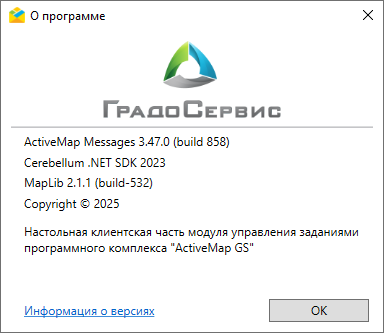 О программе
ГрадоСервис
ActiveMap Messages 3.47.0 (build 858)
Cerebellum .NET SDK 2023
MapLib 2.1.1 (build-532)
Copyright © 2025
Настольная клиентская часть модуля управления заданиями
программного комплекса "ActiveMap GS"
Информация о версиях
OK